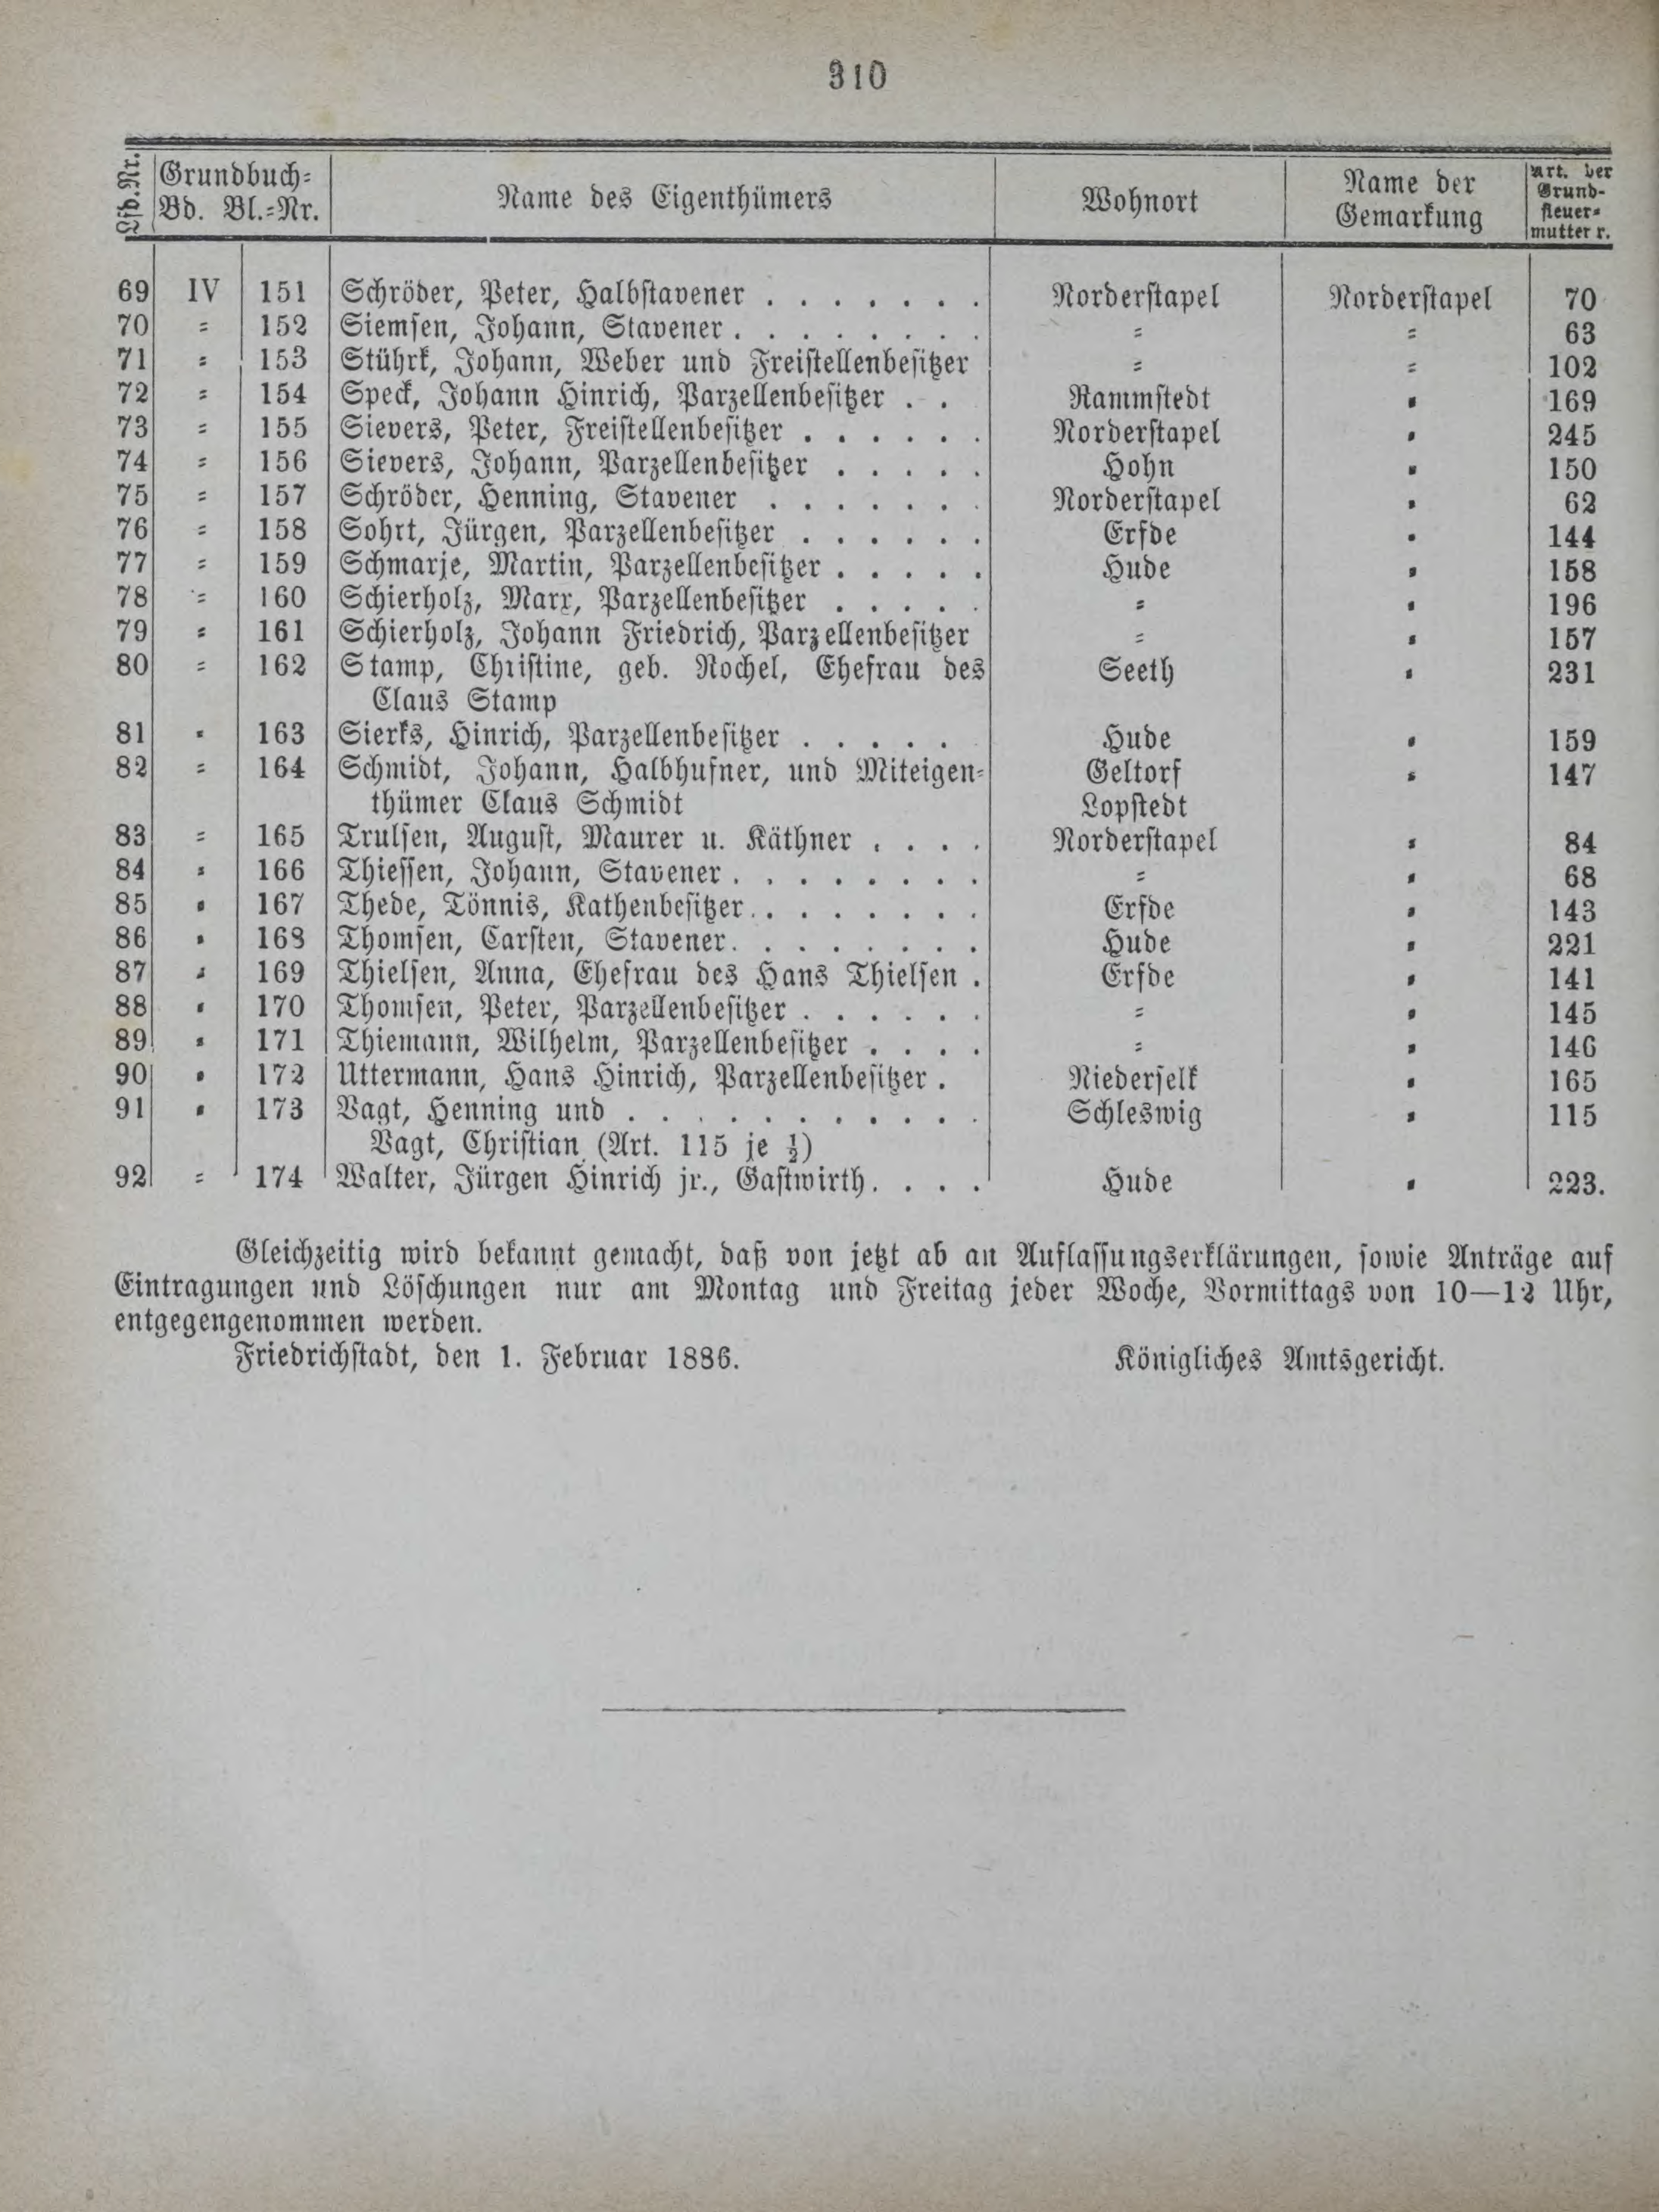 310
Lfd. Nr. Grundbuch= Name des Eigenthümers Wohnort Name der Gemarkung Art. der Grund-
Bd. Bl.=Nr. steuer=
mutterr.
69 IV 151 Schröder, Peter, Halbstavener . . . . . . . Norderstapel Norderstapel 70
70 = 152 Siemsen, Johann, Stavener . . . . . . . . = = 63
71 = 153 Stührk, Johann, Weber und Freistellenbesitzer = = 102
72 = 154 Speck, Johann Hinrich, Parzellenbesitzer . . Rammstedt = 169
73 = 155 Sievers, Peter, Freistellenbesitzer . . . . . . Norderstapel = 245
74 = 156 Sievers, Johann, Parzellenbesitzer . . . . . Hohn = 150
75 = 157 Schröder, Henning, Stavener . . . . . . . Norderstapel = 62
76 = 158 Sohrt, Jürgen, Parzellenbesitzer . . . . . . Erfde = 144
77 = 159 Schmarje, Martin, Parzellenbesitzer . . . . . Hude = 158
78 = 160 Schierholz, Marx, Parzellenbesitzer . . . . . = = 196
79 = 161 Schierholz, Johann Friedrich, Parzellenbesitzer = = 157
80 = 162 Stamp, Christine, geb. Rochel, Ehefrau des Seeth = 231
Claus Stamp
81 = 163 Sierks, Hinrich, Parzellenbesitzer . . . . . Hude = 159
82 = 164 Schmidt, Johann, Halbhufner, und Miteigen= Geltorf = 147
thümer Claus Schmidt Lopstedt
83 = 165 Trulsen, August, Maurer u. Käthner . . . . Norderstapel = 84
84 = 166 Thiessen, Johann, Stavener . . . . . . . . = = 68
85 = 167 Thede, Tönnis, Kathenbesitzer . . . . . . . . Erfde = 143
86 = 168 Thomsen, Carsten, Stavener . . . . . . . . Hude = 221
87 = 169 Thielsen, Anna, Ehefrau des Hans Thielsen . Erfde = 141
88 = 170 Thomsen, Peter, Parzellenbesitzer . . . . . . = = 145
89 = 171 Thiemann, Wilhelm, Parzellenbesitzer . . . . = = 146
90 = 172 Uttermann, Hans Hinrich, Parzellenbesitzer . Niederselk = 165
91 = 173 Vagt, Henning und . . . . . . . . . . . Schleswig = 115
Vagt, Christian (Art. 115 je ½)
92 = 174 Walter, Jürgen Hinrich jr., Gastwirth . . . . Hude = 223.
Gleichzeitig wird bekannt gemacht, daß von jetzt ab an Auflassungserklärungen, sowie Anträge auf
Eintragungen und Löschungen nur am Montag und Freitag jeder Woche, Vormittags von 10—12 Uhr,
entgegengenommen werden.
Friedrichstadt, den 1. Februar 1886. Königliches Amtsgericht.